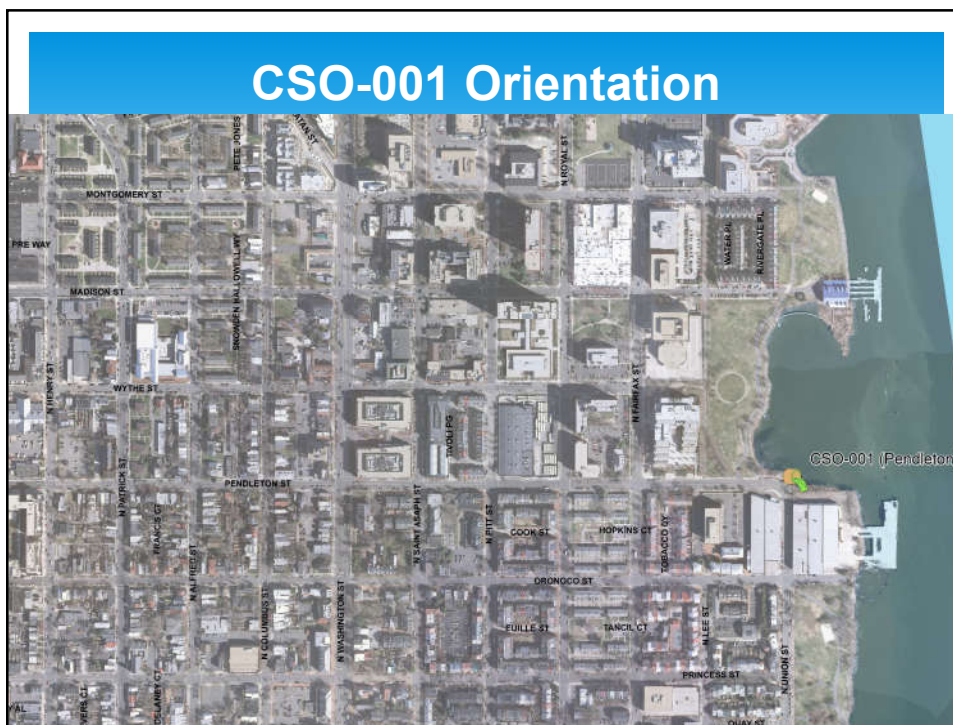 CSO-001 Orientation
PETE JONES
N ROYAL ST
MONTGOMERY ST
PRE WAY
SNOWDEN HALLOWELL WAY
WATER PL
RIVERGATE PL
MADISON ST
N HENRY ST
WYTHE ST
N FAIRFAX ST
TIVOLI PG
CSO-001 (Pendleton
N PATRICK ST
PENDLETON ST
N SAINT ASAPH ST
N PITT ST
FRANCIS CT
COOK ST
HOPKINS CT
TOBACCO QY
N ALFRED ST
ORONOCO ST
N COLUMBUS ST
N WASHINGTON ST
EUILLE ST
TANCIL CT
N LEE ST
N UNION ST
PRINCESS ST
QUAY ST